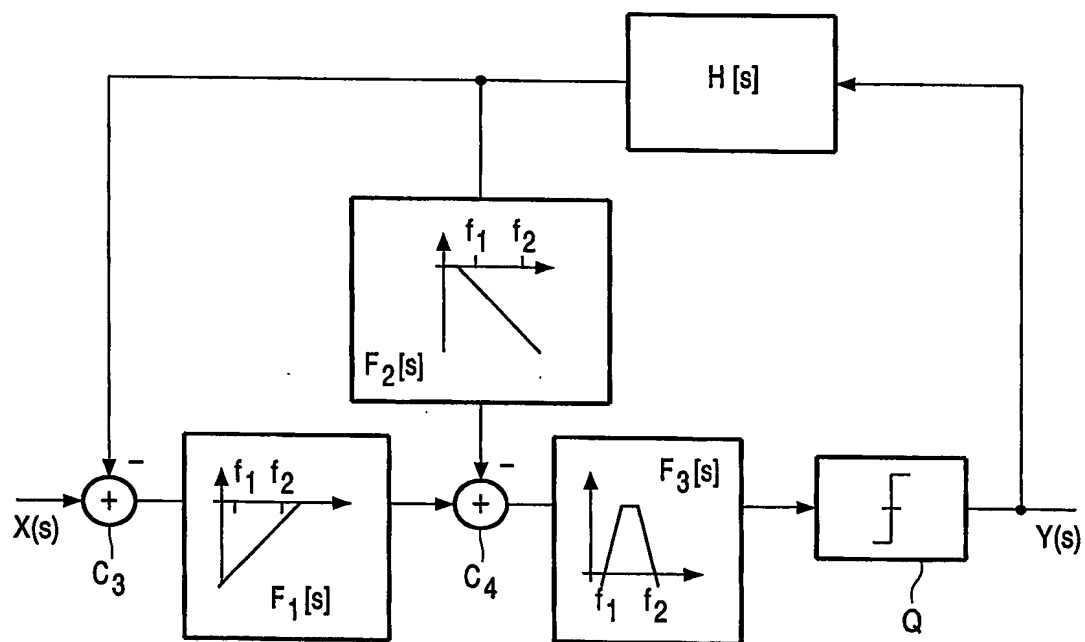 H [s]
f1 f2
F2 [s]
X(s)
C3
f1 f2
F1 [s]
C4
F3 [s]
f1 f2
Q
Y(s)